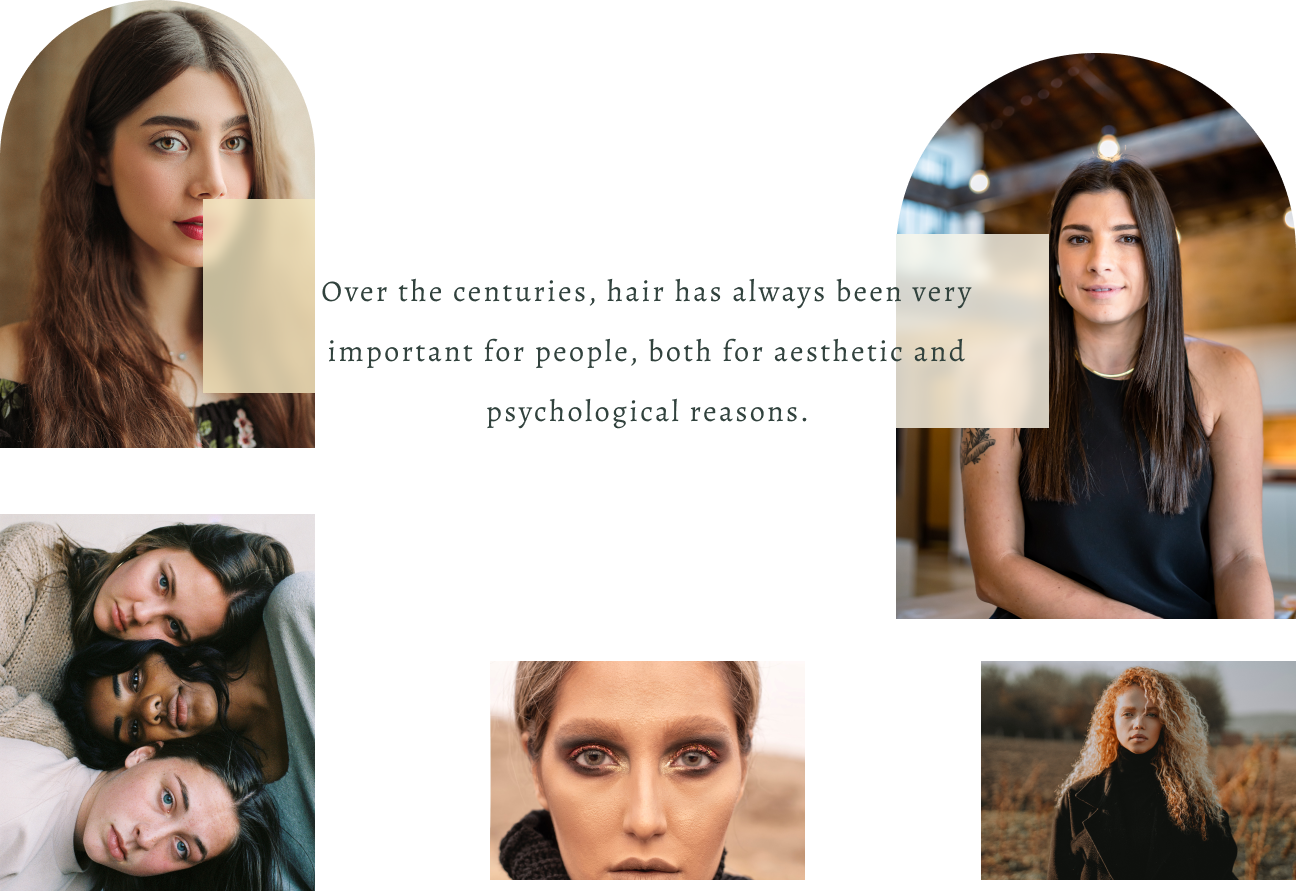 Over the centuries, hair has always been very
important for people, both for aesthetic and
psychological reasons.